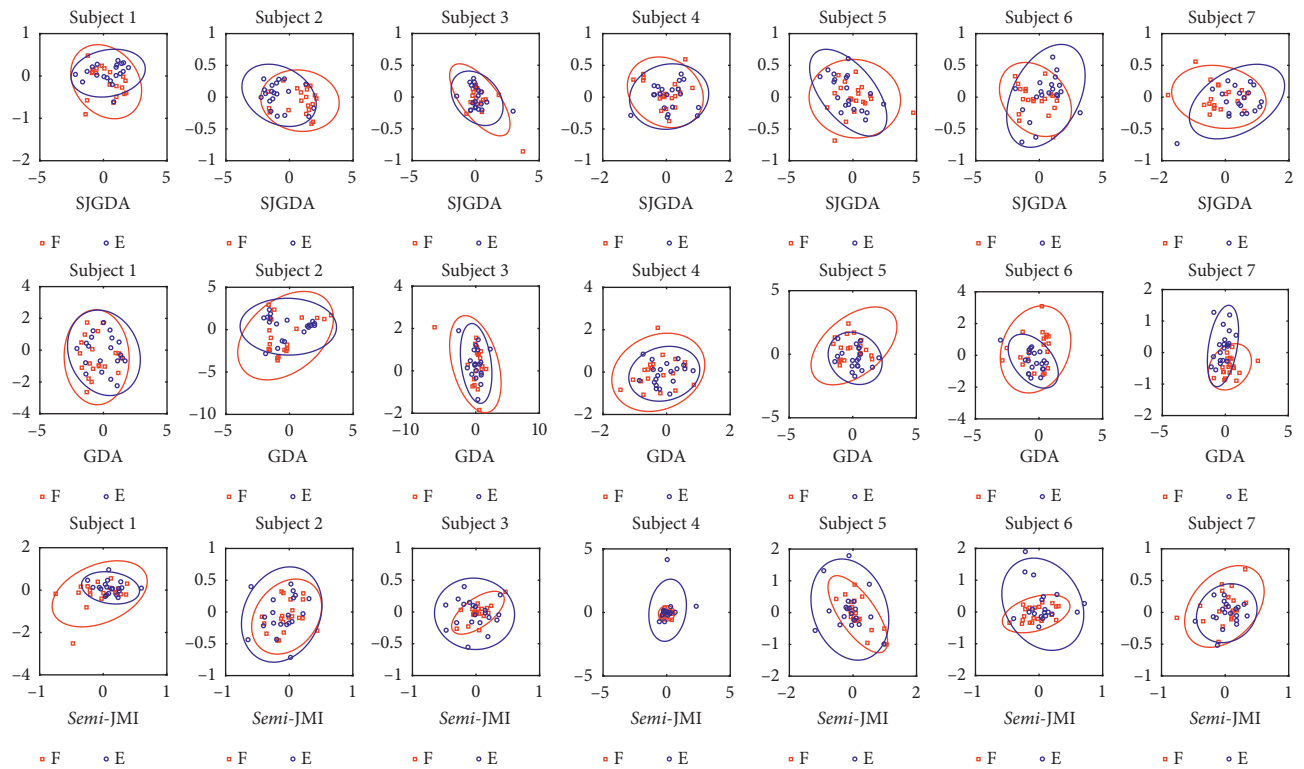 Subject 1 Subject 2 Subject 3 Subject 4 Subject 5 Subject 6 Subject 7
1 1 1 1 1 1 1
0.5 0.5 0.5 0.5 0.5 0.5
0 0 0 0 0 0 0
–1 –0.5 –0.5 –0.5 –0.5 –0.5 –0.5
–2 –1 –1 –1 –1 –1 –1
–5 0 5 –5 0 5 –5 0 5 –2 0 2 –5 0 5 –5 0 5 –2 0 2
SJGDA SJGDA SJGDA SJGDA SJGDA SJGDA SJGDA
F E F E F E F E F E F E F E
Subject 1 Subject 2 Subject 3 Subject 4 Subject 5 Subject 6 Subject 7
4 5 4 4 5 4 2
2 0 2 2 0 2 1
0 –5 0 0 –5 0 0
–2 –10 –2 –2 –2 –1
–4 –4 –2
–5 0 5 –5 0 5 –10 0 10 –2 0 2 –5 0 5 –5 0 5 –5 0 5
GDA GDA GDA GDA GDA GDA GDA
F E F E F E F E F E F E F E
Subject 1 Subject 2 Subject 3 Subject 4 Subject 5 Subject 6 Subject 7
2 1 1 5 2 2 1
0.5 0.5 1 1 0.5
0 0 0 0 0 0 0
–2 –0.5 –0.5 –1 –1 –0.5
–4 –1 –1 –5 –2 –2 –1
–1 0 1 –1 0 1 –1 0 1 –5 0 5 –2 0 2 –1 0 1 –1 0 1
Semi-JMI Semi-JMI Semi-JMI Semi-JMI Semi-JMI Semi-JMI Semi-JMI
F E F E F E F E F E F E F E